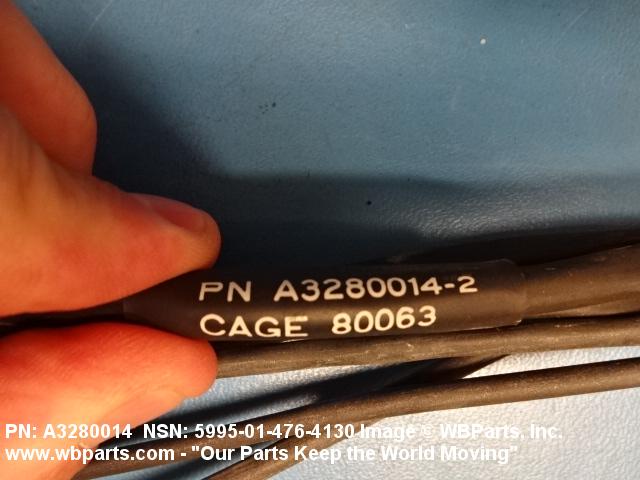 PN A3280014-2
CAGE 80063
PN: A3280014 NSN: 5995-01-476-4130 Image © WBParts, Inc.
www.wbparts.com - "Our Parts Keep the World Moving"